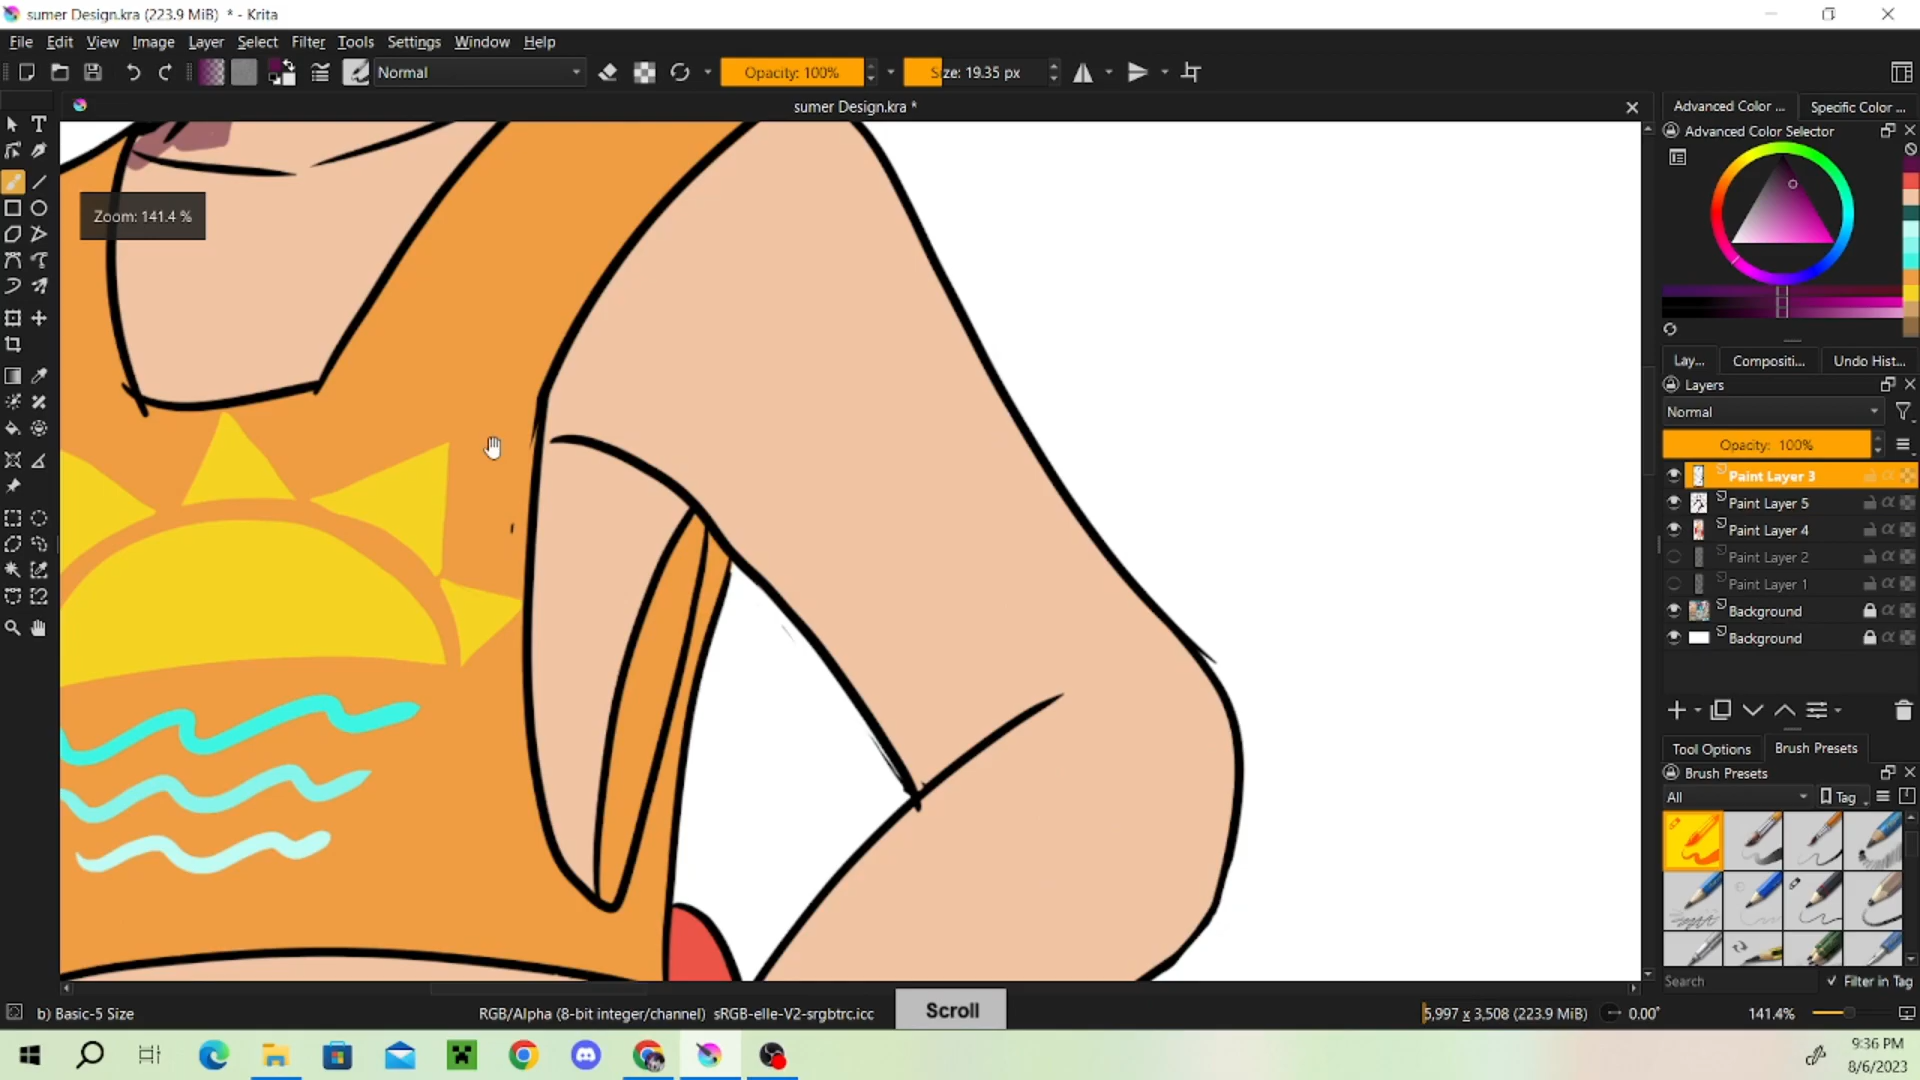 sumer Design.kra (223.9 MiB) * - Krita
File Edit View Image Layer Select Filter Tools Settings Window Help
Normal
Opacity: 100%
Size: 19.35 px
sumer Design.kra *
Advanced Color ...
Specific Color ...
Advanced Color Selector
Zoom: 141.4 %
Lay...
Compositi...
Undo Hist...
Layers
Normal
Opacity: 100%
Paint Layer 3
Paint Layer 5
Paint Layer 4
Paint Layer 2
Paint Layer 1
Background
Background
Tool Options
Brush Presets
Brush Presets
All
Tag
Search
Filter in Tag
b) Basic-5 Size
RGB/Alpha (8-bit integer/channel) sRGB-elle-V2-srgbtrc.icc
Scroll
5,997 x 3,508 (223.9 MiB)
0.00°
141.4%
9:36 PM
8/6/2023